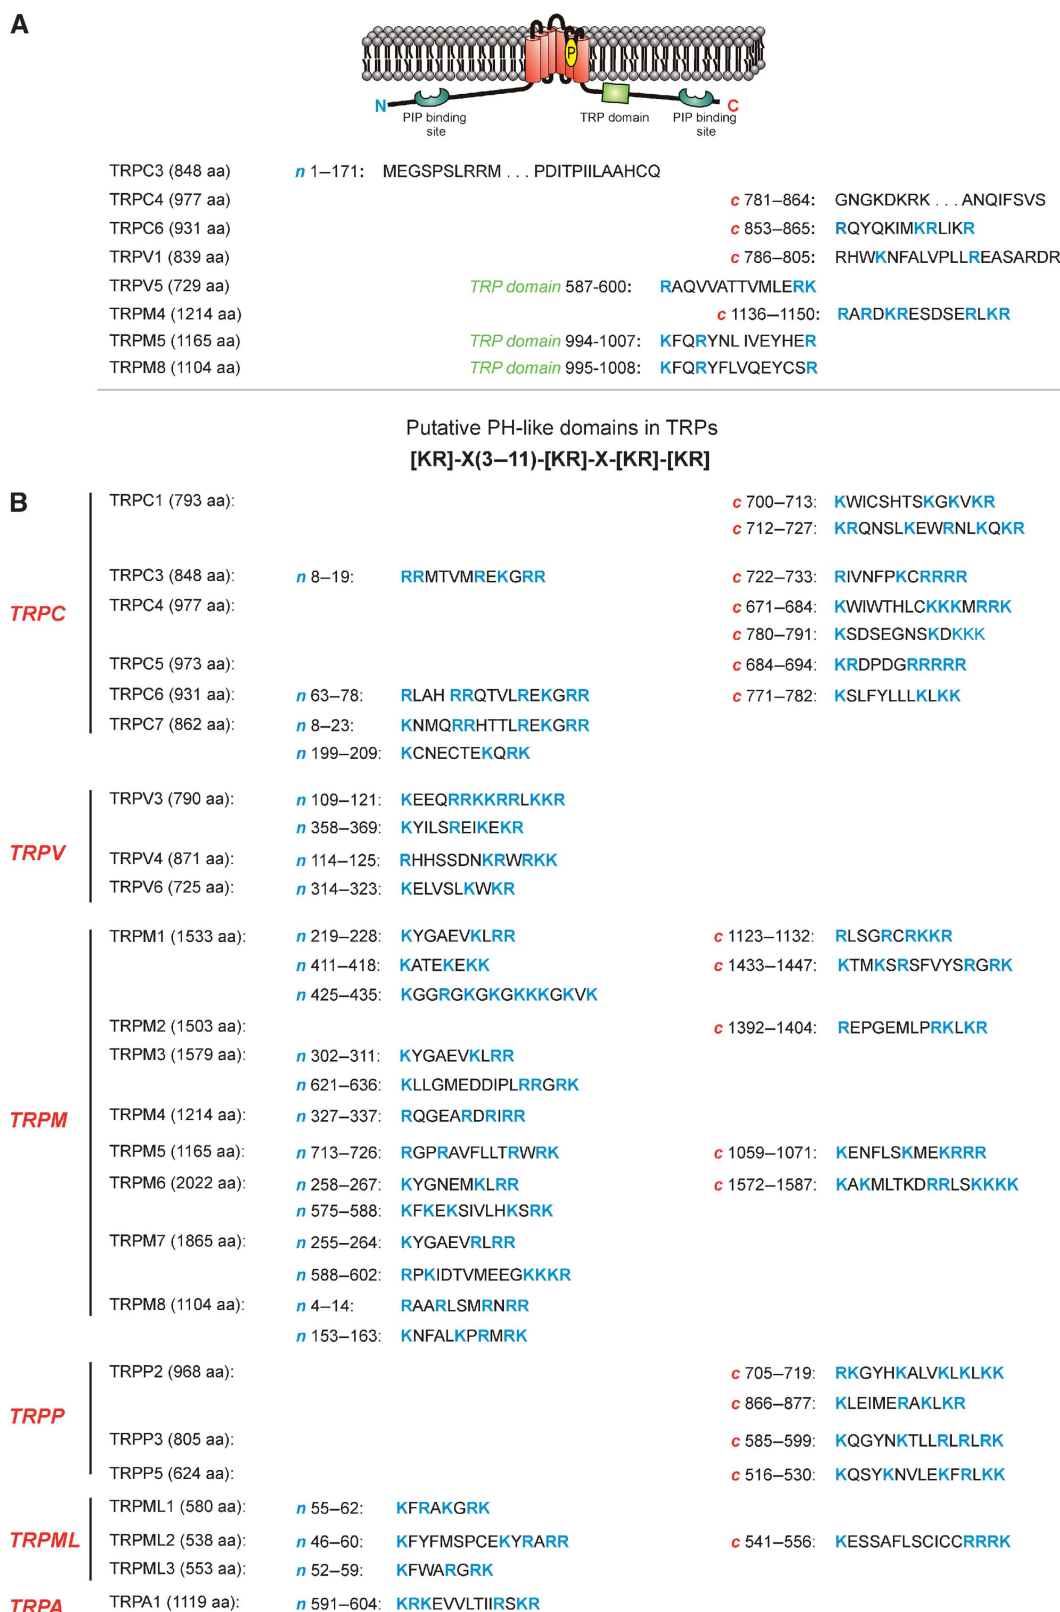 A
P
N
C
PIP binding site
TRP domain
PIP binding site
TRPC3 (848 aa) n 1–171: MEGSPSLRRM . . . PDITPIILAAHCQ
TRPC4 (977 aa) c 781–864: GNGKDKRK . . . ANQIFSVS
TRPC6 (931 aa) c 853–865: RQYQKIMKRLIKR
TRPV1 (839 aa) c 786–805: RHWKNFALVPLLREASARDR
TRPV5 (729 aa) TRP domain 587-600: RAQVVATTVMLERK
TRPM4 (1214 aa) c 1136–1150: RARDKRESDSERLKR
TRPM5 (1165 aa) TRP domain 994-1007: KFQRYNL IVEYHER
TRPM8 (1104 aa) TRP domain 995-1008: KFQRYFLVQEYCSR
Putative PH-like domains in TRPs
[KR]-X(3–11)-[KR]-X-[KR]-[KR]
B
TRPC
TRPC1 (793 aa): c 700–713: KWICSHTSKGKVKR
c 712–727: KRQNSLKEWRNLKQKR
TRPC3 (848 aa): n 8–19: RRMTVMREKGRR c 722–733: RIVNFPKCRRRR
TRPC4 (977 aa): c 671–684: KWIWTHLCKKKMRRK
c 780–791: KSDSEGNSKDKKK
TRPC5 (973 aa): c 684–694: KRDPDGRRRRR
TRPC6 (931 aa): n 63–78: RLAH RRQTVLREKGRR c 771–782: KSLFYLLLKLKK
TRPC7 (862 aa): n 8–23: KNMQRRHTTLREKGRR
n 199–209: KCNECTEKQRK
TRPV
TRPV3 (790 aa): n 109–121: KEEQRRKKRRLKKR
n 358–369: KYILSREIKEKR
TRPV4 (871 aa): n 114–125: RHHSSDNKRWRKK
TRPV6 (725 aa): n 314–323: KELVSLKWKR
TRPM
TRPM1 (1533 aa): n 219–228: KYGAEVKLRR c 1123–1132: RLSGRCRKKR
n 411–418: KATEKEKK c 1433–1447: KTMKSRSFVYSRGRK
n 425–435: KGGRGKGKGKKKGKVK
TRPM2 (1503 aa): c 1392–1404: REPGEMLPRKLKR
TRPM3 (1579 aa): n 302–311: KYGAEVKLRR
n 621–636: KLLGMEDDIPLRRGRK
TRPM4 (1214 aa): n 327–337: RQGEARDRIRR
TRPM5 (1165 aa): n 713–726: RGPRAVFLLTRWRK c 1059–1071: KENFLSKMEKRRR
TRPM6 (2022 aa): n 258–267: KYGNEMKLRR c 1572–1587: KAKMLTKDRRLSKKKK
n 575–588: KFKEKSIVLHKSRK
TRPM7 (1865 aa): n 255–264: KYGAEVRLRR
n 588–602: RPKIDTVMEEGKKKR
TRPM8 (1104 aa): n 4–14: RAARLSMRNRR
n 153–163: KNFALKPRMRK
TRPP
TRPP2 (968 aa): c 705–719: RKGYHKALVKLKLKK
c 866–877: KLEIMERAKLKR
TRPP3 (805 aa): c 585–599: KQGYNKTLLRLRLRK
TRPP5 (624 aa): c 516–530: KQSYKNVLEKFRLKK
TRPML
TRPML1 (580 aa): n 55–62: KFRAKGRK
TRPML2 (538 aa): n 46–60: KFYFMSPCEKYRARR c 541–556: KESSAFLSCICCRRRK
TRPML3 (553 aa): n 52–59: KFWARGRK
TRPA
TRPA1 (1119 aa): n 591–604: KRKEVVLTIIRSKR